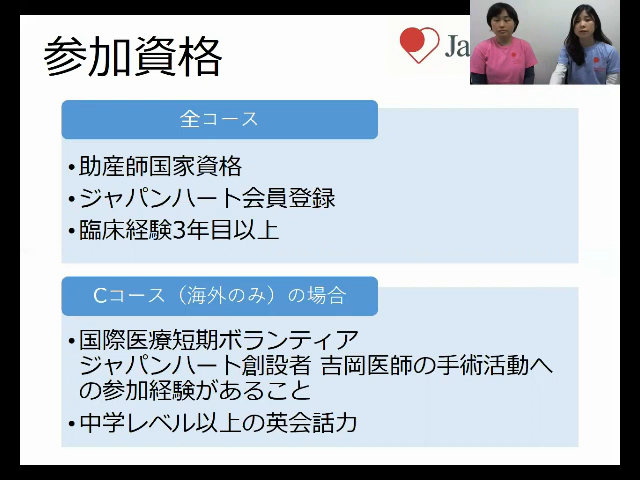 参加資格
Ja
全コース
•助産師国家資格
•ジャパンハート会員登録
•臨床経験3年目以上
Cコース（海外のみ）の場合
•国際医療短期ボランティア
ジャパンハート創設者 吉岡医師の手術活動へ
の参加経験があること
•中学レベル以上の英会話力